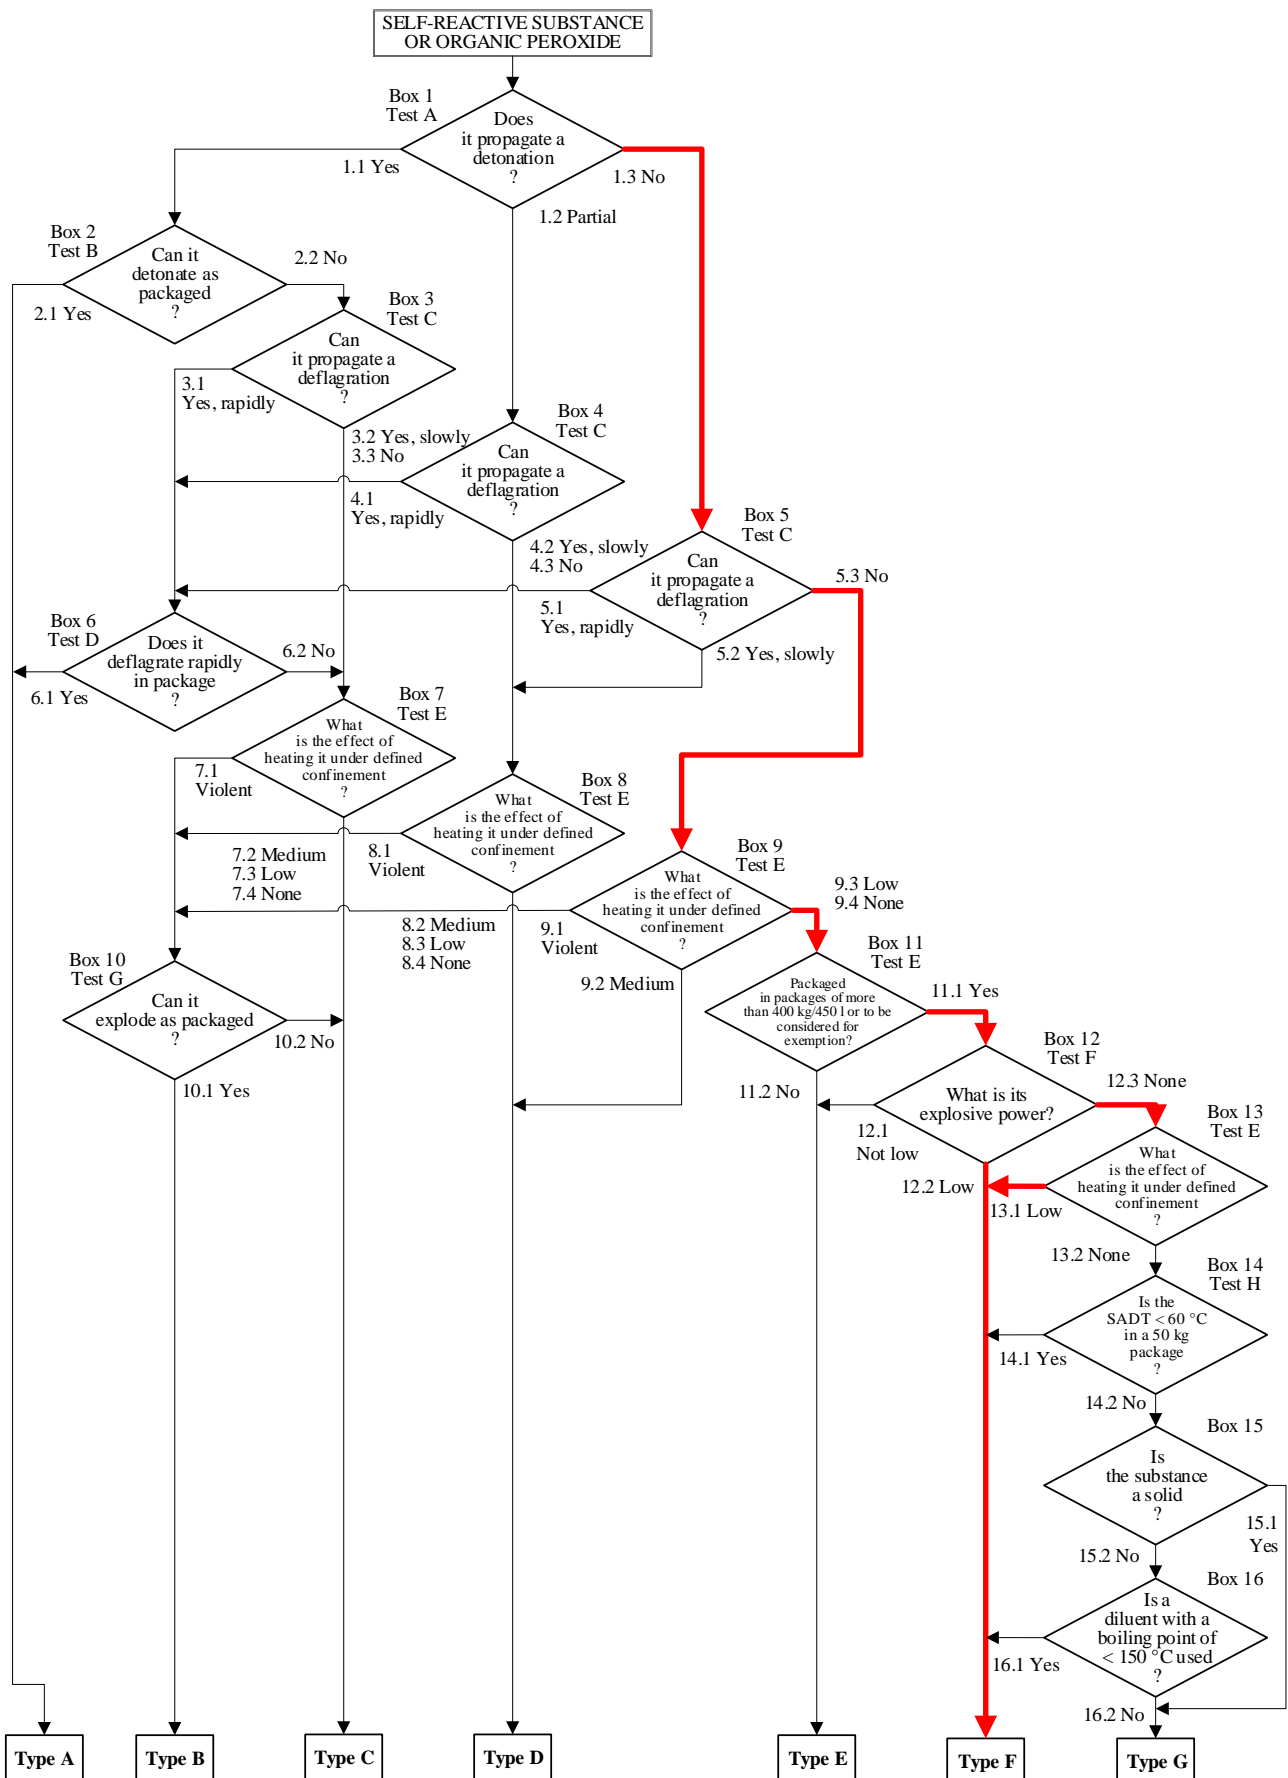 SELF-REACTIVE SUBSTANCE
OR ORGANIC PEROXIDE
Box 1
Test A
Does
it propagate a
detonation
?
1.1 Yes
1.3 No
1.2 Partial
Box 2
Test B
Can it
detonate as
packaged
?
2.2 No
2.1 Yes
Box 3
Test C
Can
it propagate a
deflagration
?
3.1
Yes, rapidly
3.2 Yes, slowly
3.3 No
Box 4
Test C
Can
it propagate a
deflagration
?
4.1
Yes, rapidly
4.2 Yes, slowly
4.3 No
Box 5
Test C
Can
it propagate a
deflagration
?
5.3 No
5.1
Yes, rapidly
5.2 Yes, slowly
Box 6
Test D
Does it
deflagrate rapidly
in package
?
6.2 No
6.1 Yes
Box 7
Test E
What
is the effect of
heating it under defined
confinement
?
7.1
Violent
7.2 Medium
7.3 Low
7.4 None
Box 8
Test E
What
is the effect of
heating it under defined
confinement
?
8.1
Violent
8.2 Medium
8.3 Low
8.4 None
Box 9
Test E
What
is the effect of
heating it under defined
confinement
?
9.3 Low
9.4 None
9.1
Violent
9.2 Medium
Box 10
Test G
Can it
explode as packaged
?
10.2 No
10.1 Yes
Box 11
Test E
Packaged
in packages of more
than 400 kg/450 l or to be
considered for
exemption?
11.1 Yes
11.2 No
Box 12
Test F
What is its
explosive power?
12.3 None
12.1
Not low
12.2 Low
Box 13
Test E
What
is the effect of
heating it under defined
confinement
?
13.1 Low
13.2 None
Box 14
Test H
Is the
SADT < 60 °C
in a 50 kg
package
?
14.1 Yes
14.2 No
Box 15
Is
the substance
a solid
?
15.1
Yes
15.2 No
Box 16
Is a
diluent with a
boiling point of
< 150 °C used
?
16.1 Yes
16.2 No
Type A
Type B
Type C
Type D
Type E
Type F
Type G